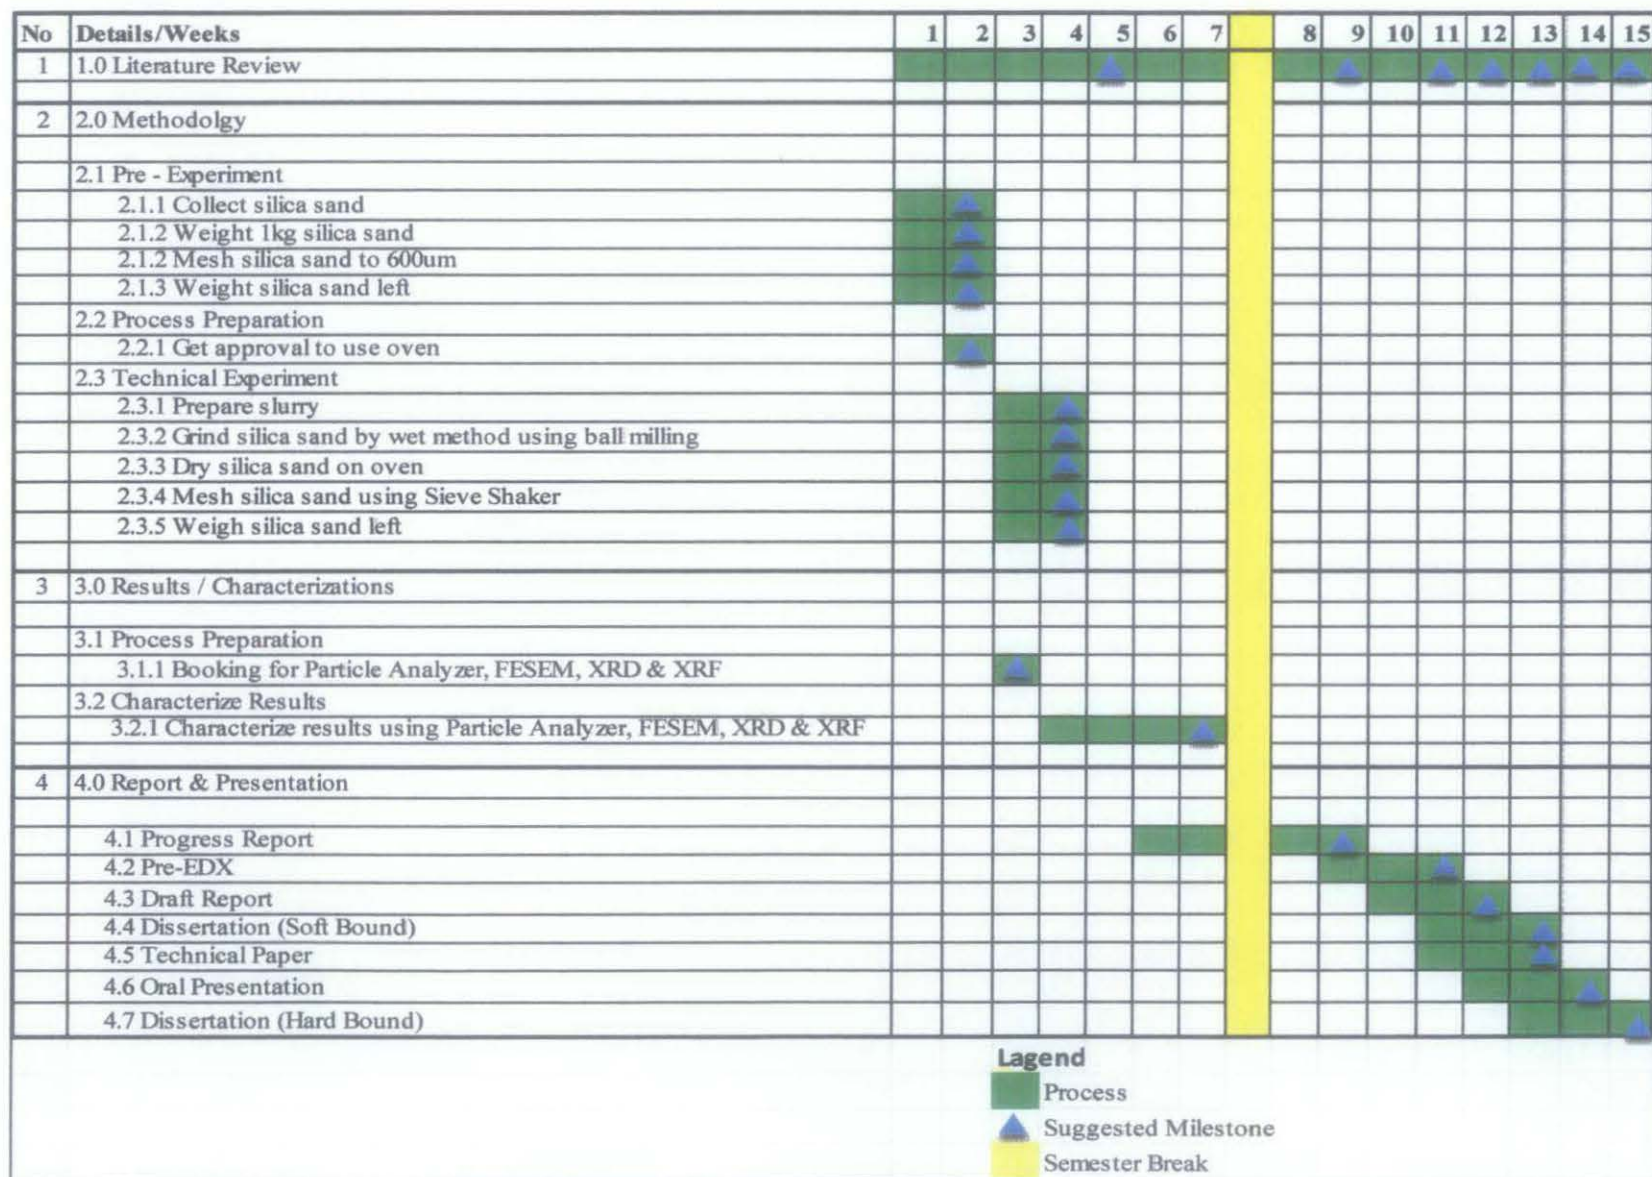 No Details/Weeks 1 2 3 4 5 6 7 8 9 10 11 12 13 14 15
1 1.0 Literature Review
2 2.0 Methodolgy
2.1 Pre - Experiment
2.1.1 Collect silica sand
2.1.2 Weight 1kg silica sand
2.1.2 Mesh silica sand to 600um
2.1.3 Weight silica sand left
2.2 Process Preparation
2.2.1 Get approval to use oven
2.3 Technical Experiment
2.3.1 Prepare slurry
2.3.2 Grind silica sand by wet method using ball milling
2.3.3 Dry silica sand on oven
2.3.4 Mesh silica sand using Sieve Shaker
2.3.5 Weigh silica sand left
3 3.0 Results / Characterizations
3.1 Process Preparation
3.1.1 Booking for Particle Analyzer, FESEM, XRD & XRF
3.2 Characterize Results
3.2.1 Characterize results using Particle Analyzer, FESEM, XRD & XRF
4 4.0 Report & Presentation
4.1 Progress Report
4.2 Pre-EDX
4.3 Draft Report
4.4 Dissertation (Soft Bound)
4.5 Technical Paper
4.6 Oral Presentation
4.7 Dissertation (Hard Bound)
Lagend
Process
Suggested Milestone
Semester Break